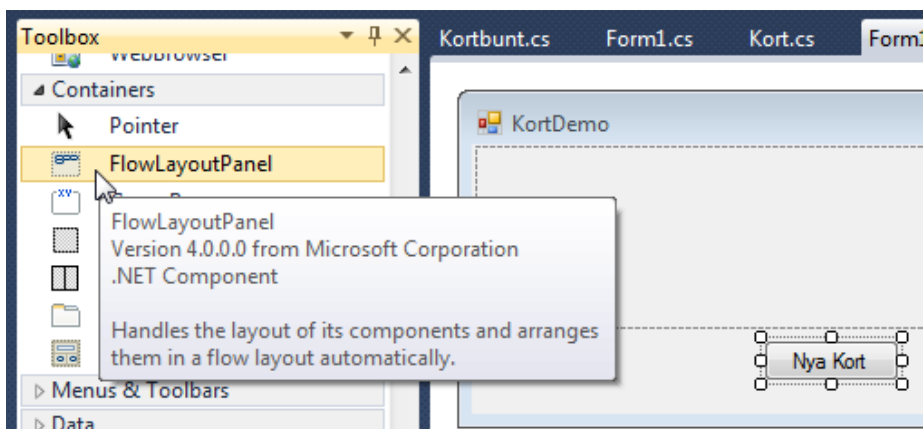 Toolbox
Kortbunt.cs
Form1.cs
Kort.cs
WebBrowser
Containers
KortDemo
Pointer
FlowLayoutPanel
FlowLayoutPanel
Version 4.0.0.0 from Microsoft Corporation
.NET Component
Handles the layout of its components and arranges
them in a flow layout automatically.
Nya Kort
Menus & Toolbars
Data